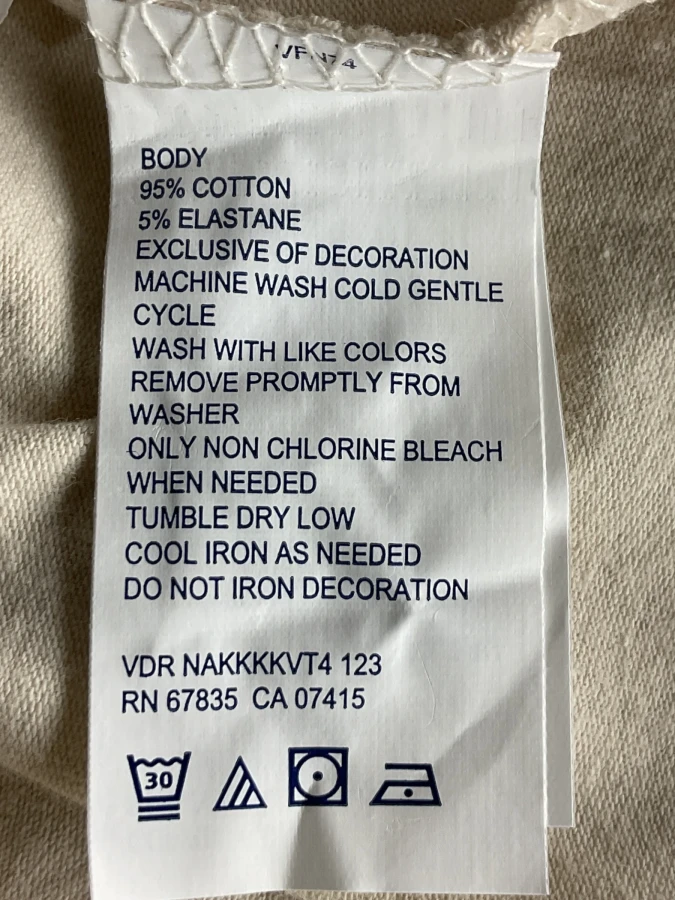 BODY
95% COTTON
5% ELASTANE
EXCLUSIVE OF DECORATION
MACHINE WASH COLD GENTLE
CYCLE
WASH WITH LIKE COLORS
REMOVE PROMPTLY FROM
WASHER
ONLY NON CHLORINE BLEACH
WHEN NEEDED
TUMBLE DRY LOW
COOL IRON AS NEEDED
DO NOT IRON DECORATION
VDR NAKKKKVT4 123
RN 67835 CA 07415
30